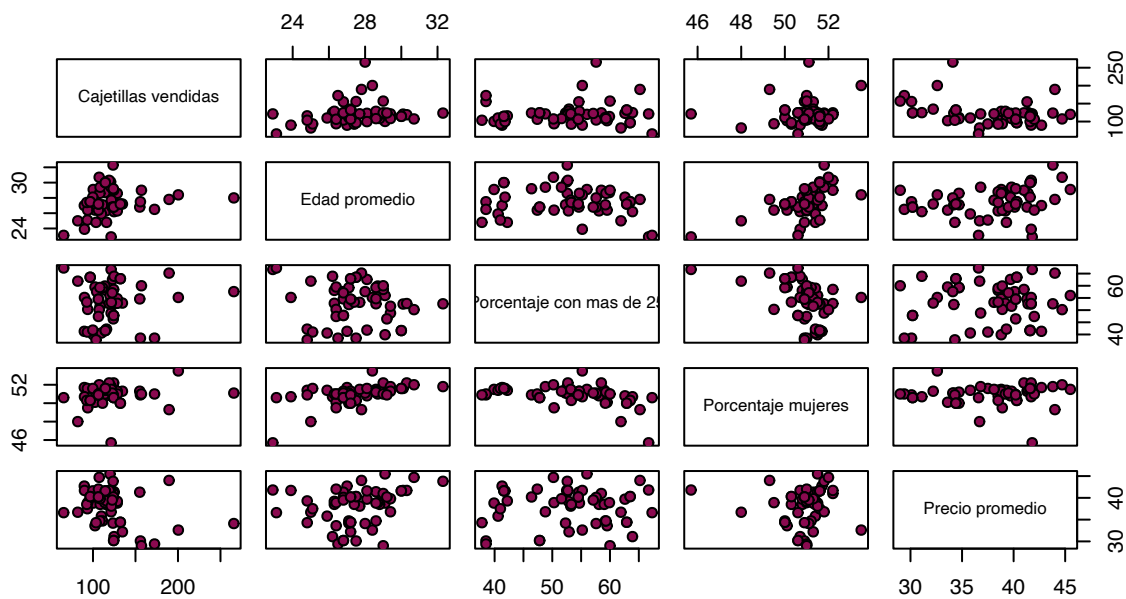 24 28 32 46 48 50 52
Cajetillas vendidas
100 250
24 30
Edad promedio
Porcentaje con mas de 25
40 60
46 52
Porcentaje mujeres
Precio promedio
30 40
100 200 40 50 60 30 35 40 45